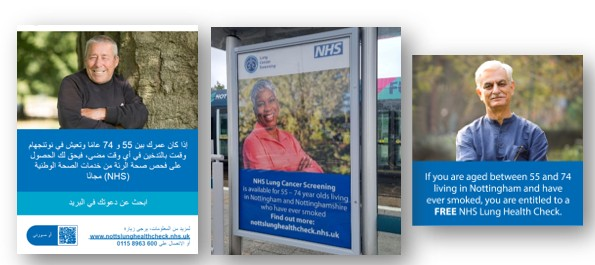 إذا كان عمرك بين 55 و 74 عامًا وتعيش في نوتنجهام
وقمت بالتدخين في أي وقت مضى، فيحق لك الحصول
على فحص صحة الرئة من خدمات الصحة الوطنية
(NHS) مجانًا
ابحث عن دعوتك في البريد
لمزيد من المعلومات، يرجى زيارة
www.nottslunghealthcheck.nhs.uk
أو الاتصال على 0115 8963 600
Lung
Cancer
Screening
NHS
NHS Lung Cancer Screening
is available for 55 – 74 year olds living
in Nottingham and Nottinghamshire
who have ever smoked
Find out more:
nottslunghealthcheck.nhs.uk
If you are aged between 55 and 74
living in Nottingham and have
ever smoked, you are entitled to a
FREE NHS Lung Health Check.